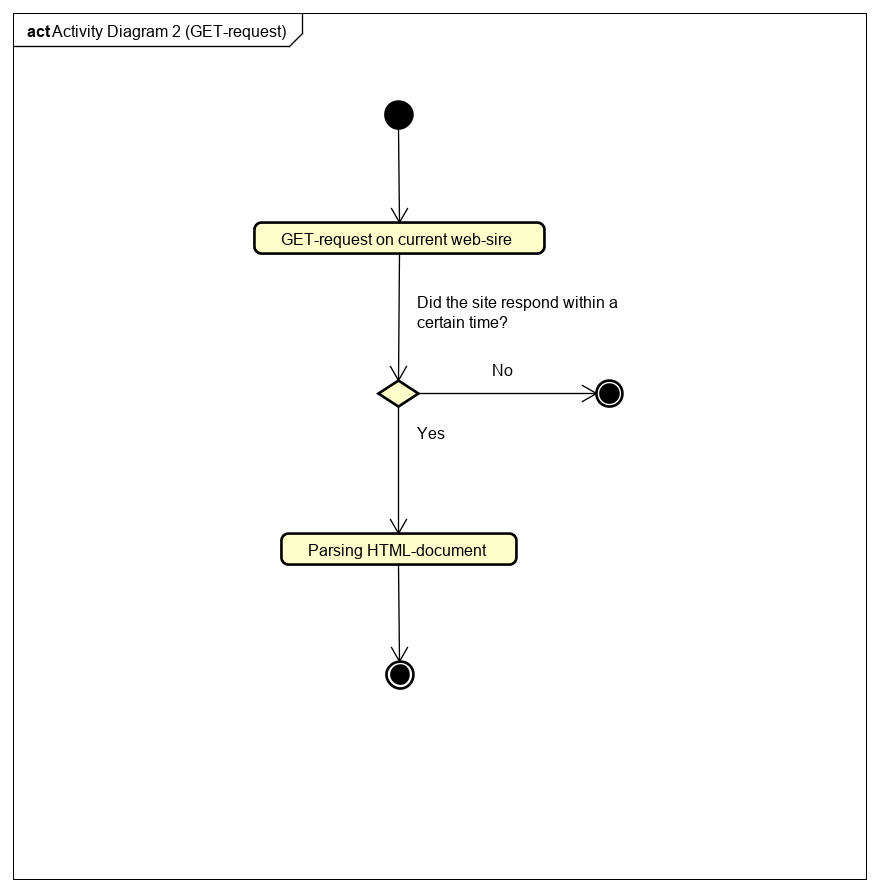 act Activity Diagram 2 (GET-request)
GET-request on current web-sire
Did the site respond within a
certain time?
No
Yes
Parsing HTML-document